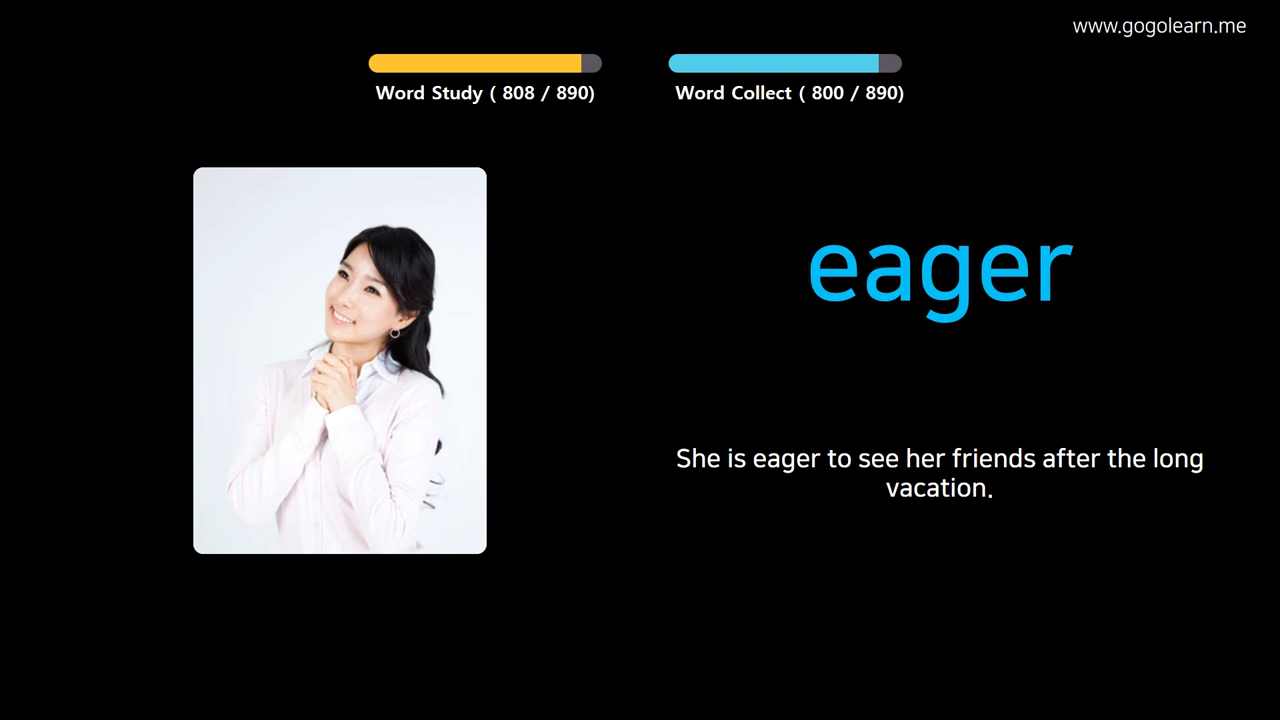 www.gogolearn.me
Word Study ( 808 / 890)
Word Collect ( 800 / 890)
eager
She is eager to see her friends after the long
vacation.